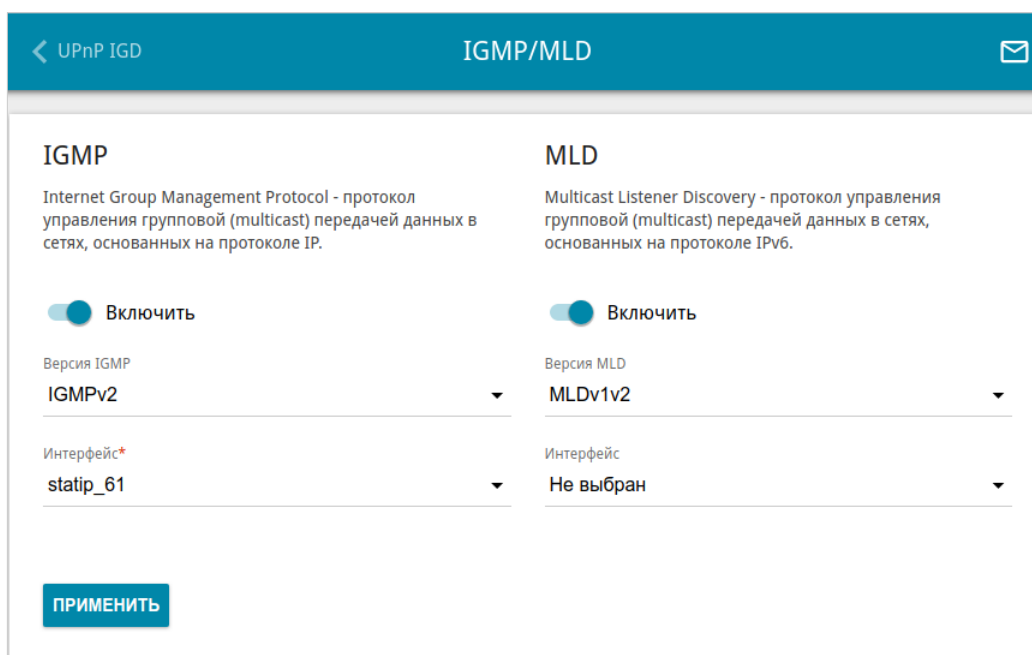 UPnP IGD
IGMP/MLD
IGMP
Internet Group Management Protocol - протокол
управления групповой (multicast) передачей данных в
сетях, основанных на протоколе IP.
Включить
Версия IGMP
IGMPv2
Интерфейс*
statip_61
ПРИМЕНИТЬ
MLD
Multicast Listener Discovery - протокол управления
групповой (multicast) передачей данных в сетях,
основанных на протоколе IPv6.
Включить
Версия MLD
MLDv1v2
Интерфейс
Не выбран